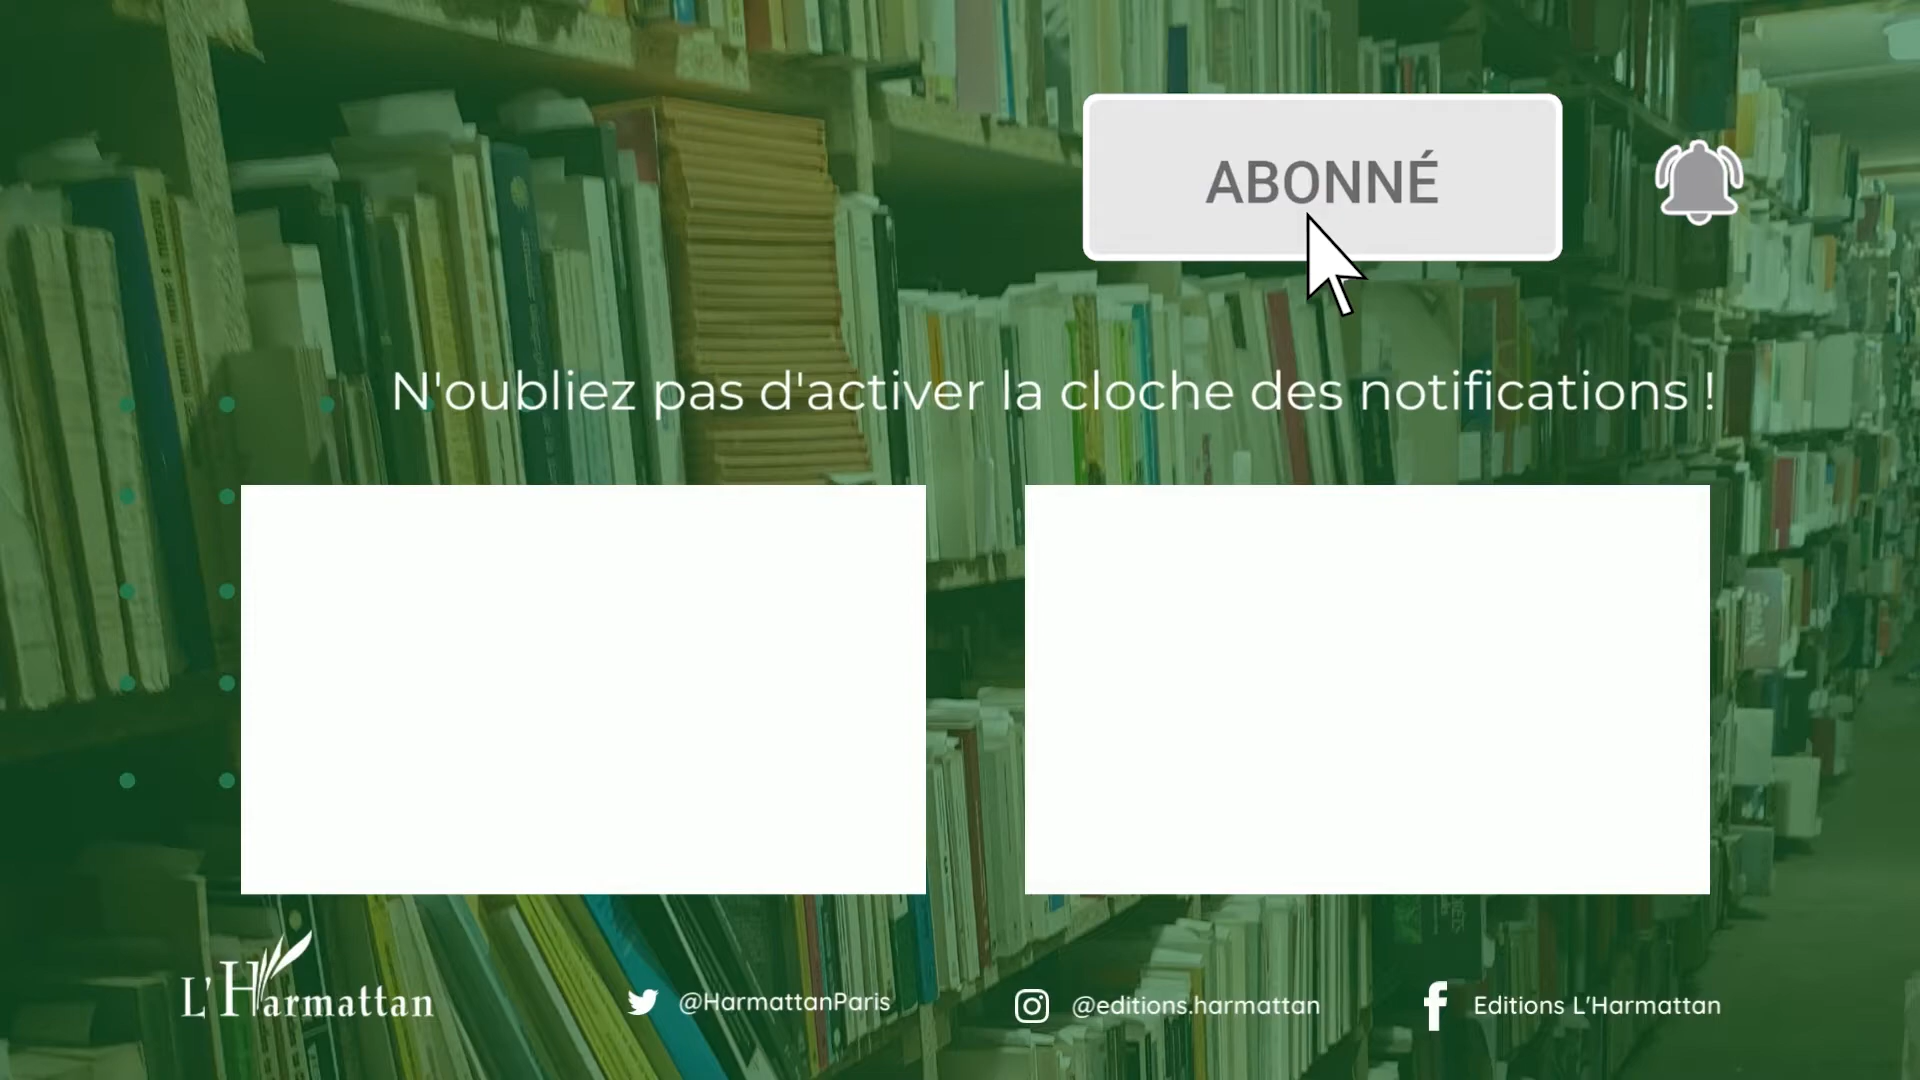 ABONNÉ
N'oubliez pas d'activer la cloche des notifications !
L'Harmattan
@HarmattanParis
@editions.harmattan
Editions L'Harmattan